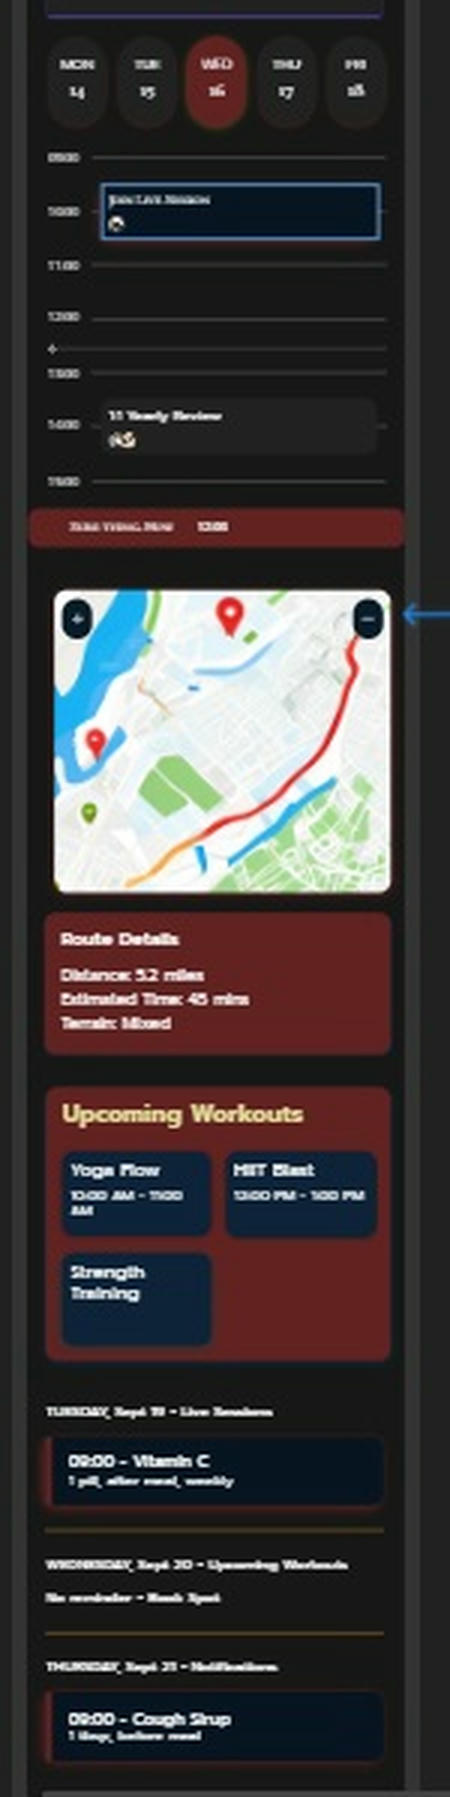 MON
TUE
WED
THU
FRI
14
15
16
17
18
09:00
10:00
Join Live Session
11:00
12:00
13:00
14:00
1:1 Yearly Review
15:00
12:00
+
−
Route Details
Distance: 5.2 miles
Estimated Time: 45 mins
Terrain: Mixed
Upcoming Workouts
Yoga Flow
10:00 AM - 11:00
AM
HIIT Blast
12:00 PM - 1:00 PM
Strength
Training
TUESDAY, Sept 19 - Live Sessions
09:00 - Vitamin C
1 pill, after meal, weekly
WEDNESDAY, Sept 20 - Upcoming Workouts
No reminder - Book Spot
THURSDAY, Sept 21 - Notifications
09:00 - Cough Sirup
1 tbsp, before meal